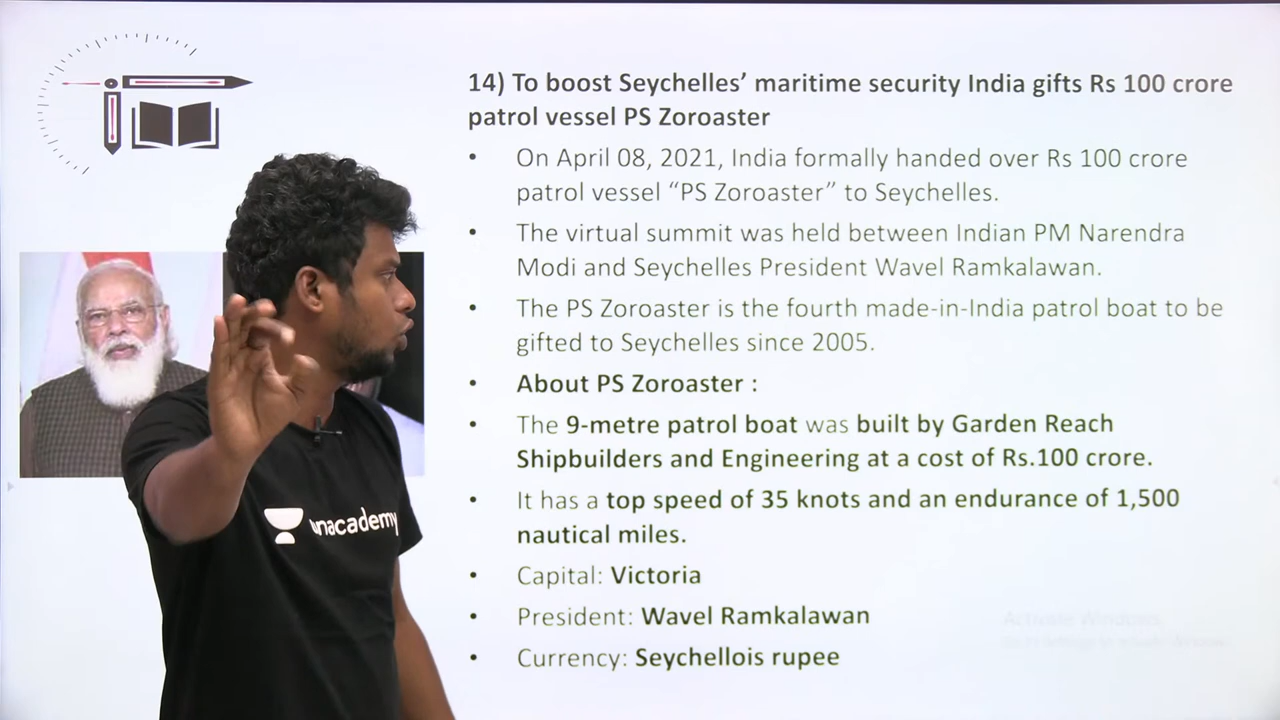 14) To boost Seychelles’ maritime security India gifts Rs 100 crore
patrol vessel PS Zoroaster
• On April 08, 2021, India formally handed over Rs 100 crore
patrol vessel “PS Zoroaster” to Seychelles.
• The virtual summit was held between Indian PM Narendra
Modi and Seychelles President Wavel Ramkalawan.
• The PS Zoroaster is the fourth made-in-India patrol boat to be
gifted to Seychelles since 2005.
• About PS Zoroaster :
• The 9-metre patrol boat was built by Garden Reach
Shipbuilders and Engineering at a cost of Rs.100 crore.
• It has a top speed of 35 knots and an endurance of 1,500
nautical miles.
• Capital: Victoria
• President: Wavel Ramkalawan
• Currency: Seychellois rupee
unacademy
Activate Windows